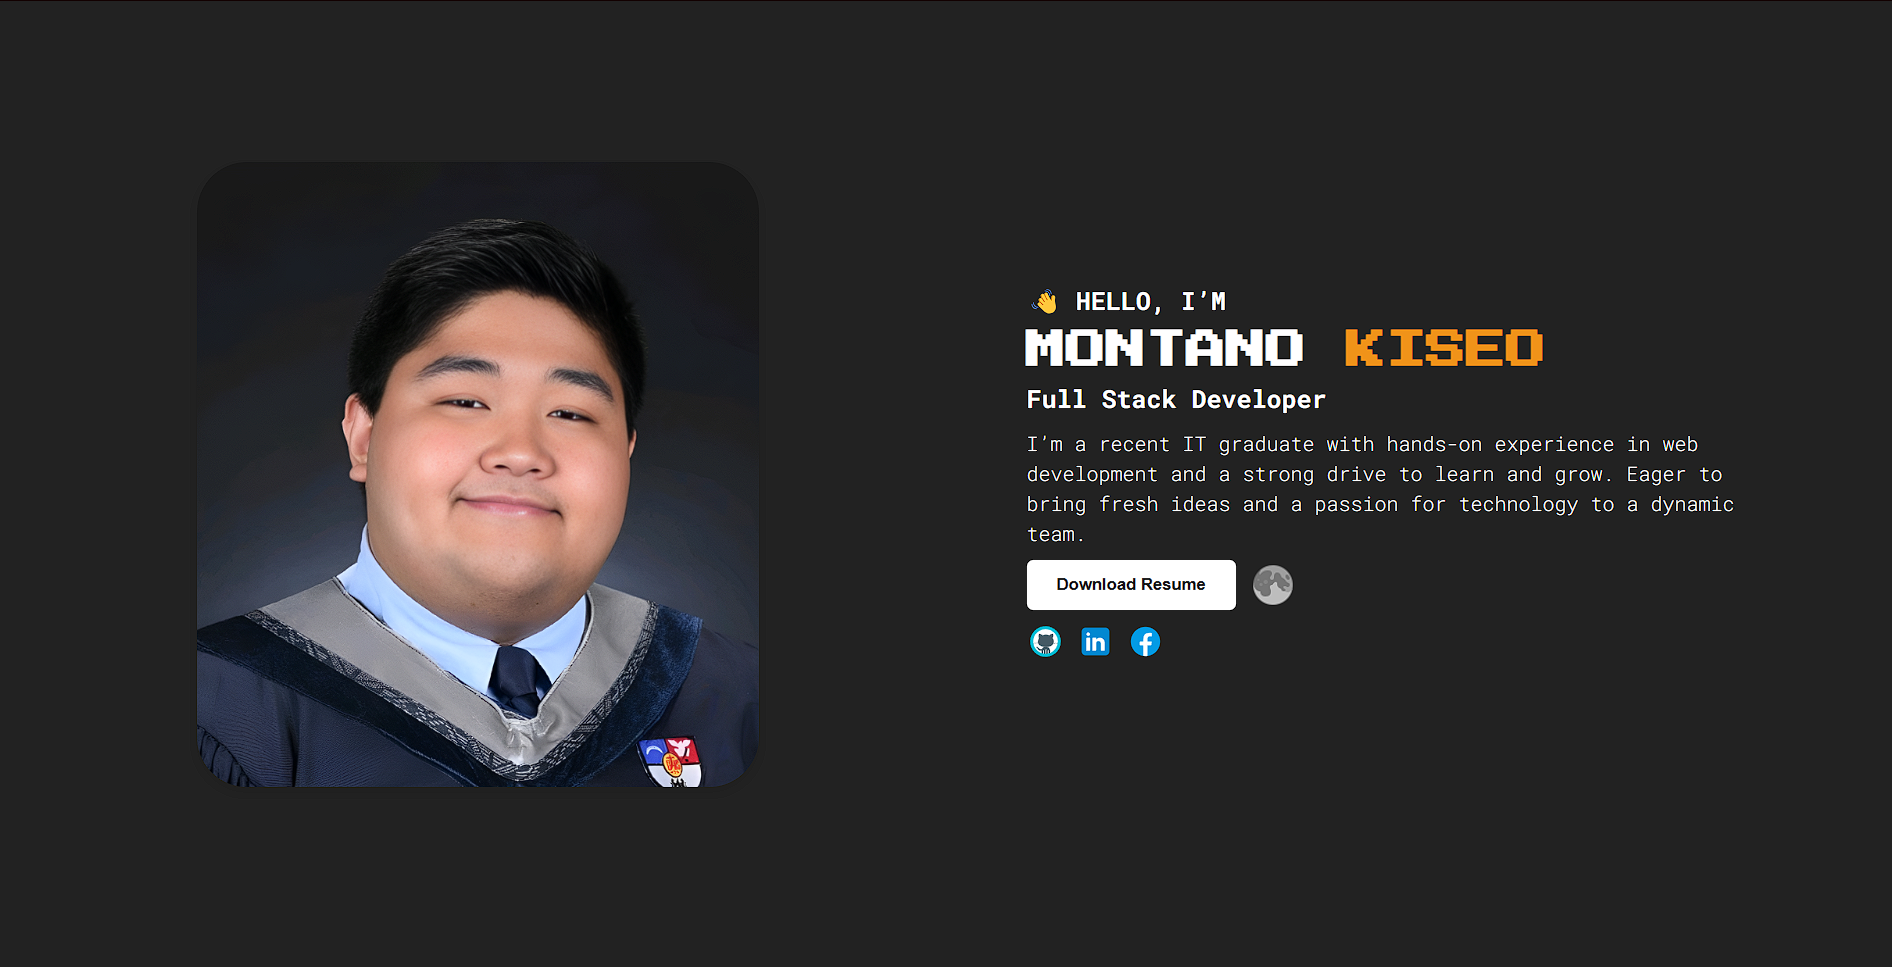 👋 HELLO, I’M
MONTANO KISEO
Full Stack Developer
I’m a recent IT graduate with hands-on experience in web
development and a strong drive to learn and grow. Eager to
bring fresh ideas and a passion for technology to a dynamic
team.
Download Resume
in f